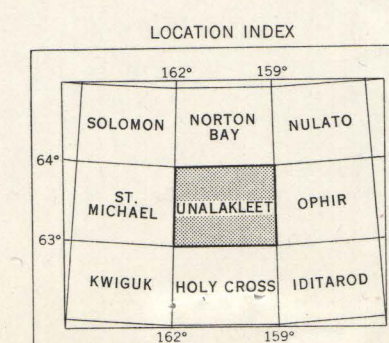 LOCATION INDEX
162° 159°
SOLOMON NORTON BAY NULATO
64°
ST. MICHAEL UNALAKLEET OPHIR
63°
KWIGUK HOLY CROSS IDITAROD
162° 159°